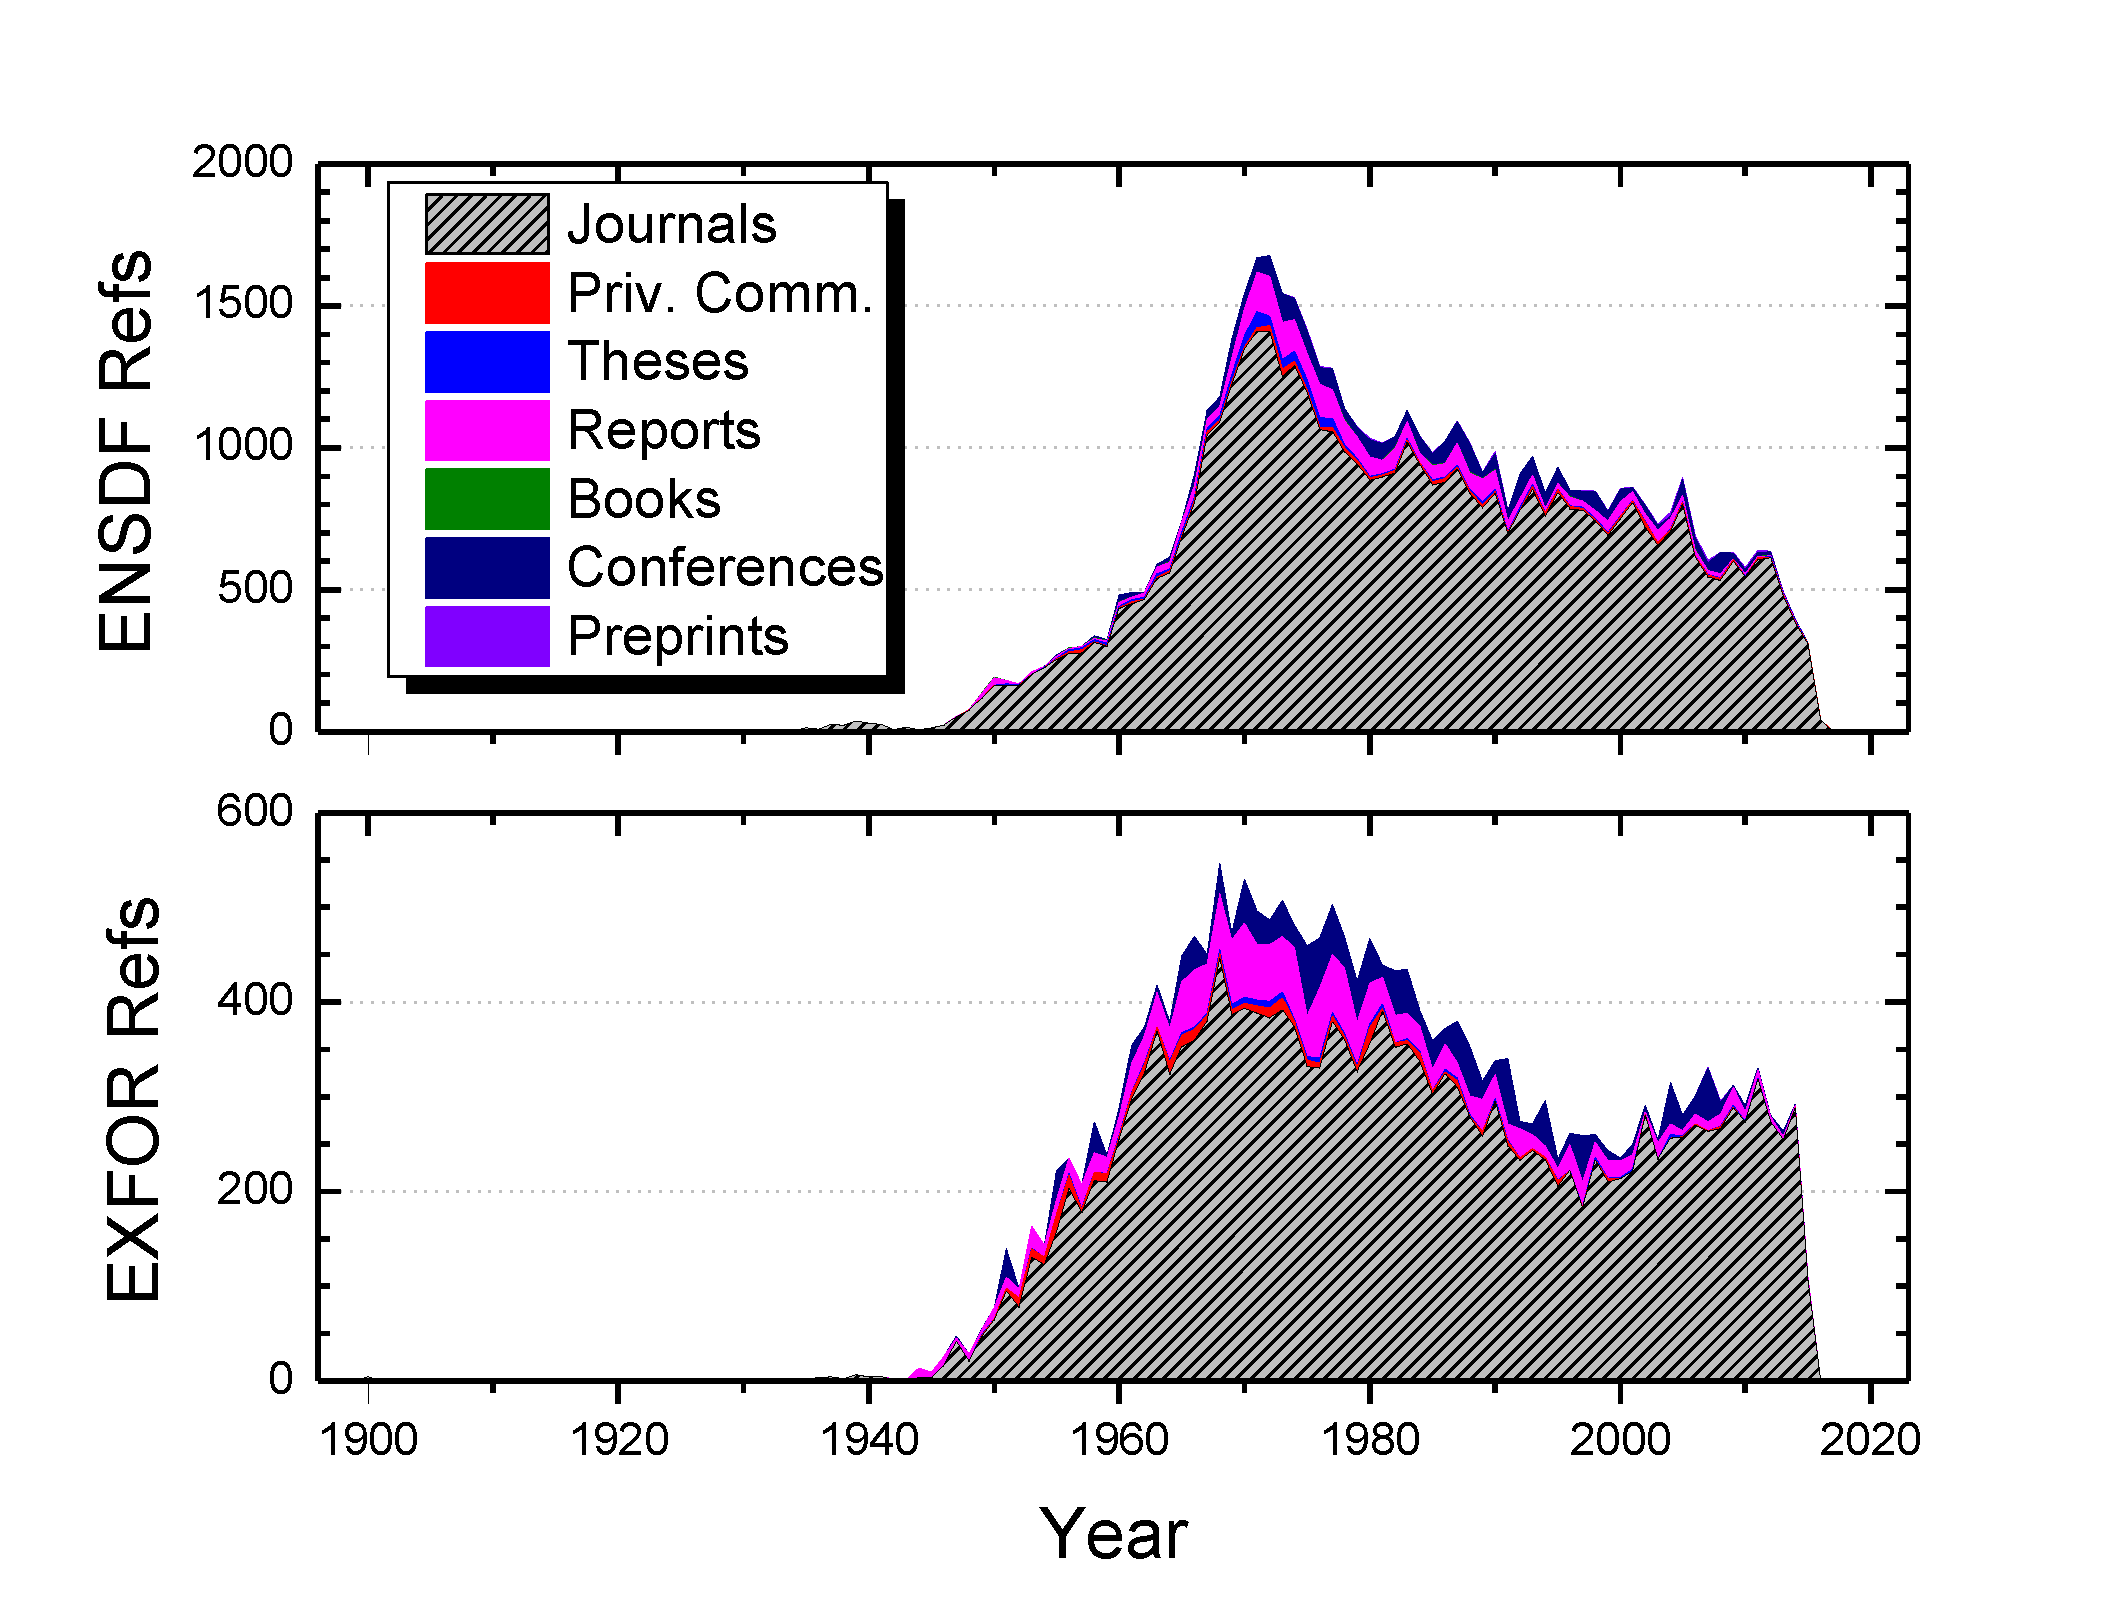 ENSDF Refs
2000
1500
1000
500
0
Journals
Priv. Comm.
Theses
Reports
Books
Conferences
Preprints
EXFOR Refs
600
400
200
0
1900 1920 1940 1960 1980 2000 2020
Year